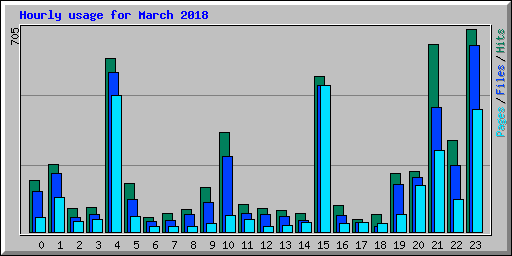 Hourly usage for March 2018
705
Pages/Files/Hits
0 1 2 3 4 5 6 7 8 9 10 11 12 13 14 15 16 17 18 19 20 21 22 23